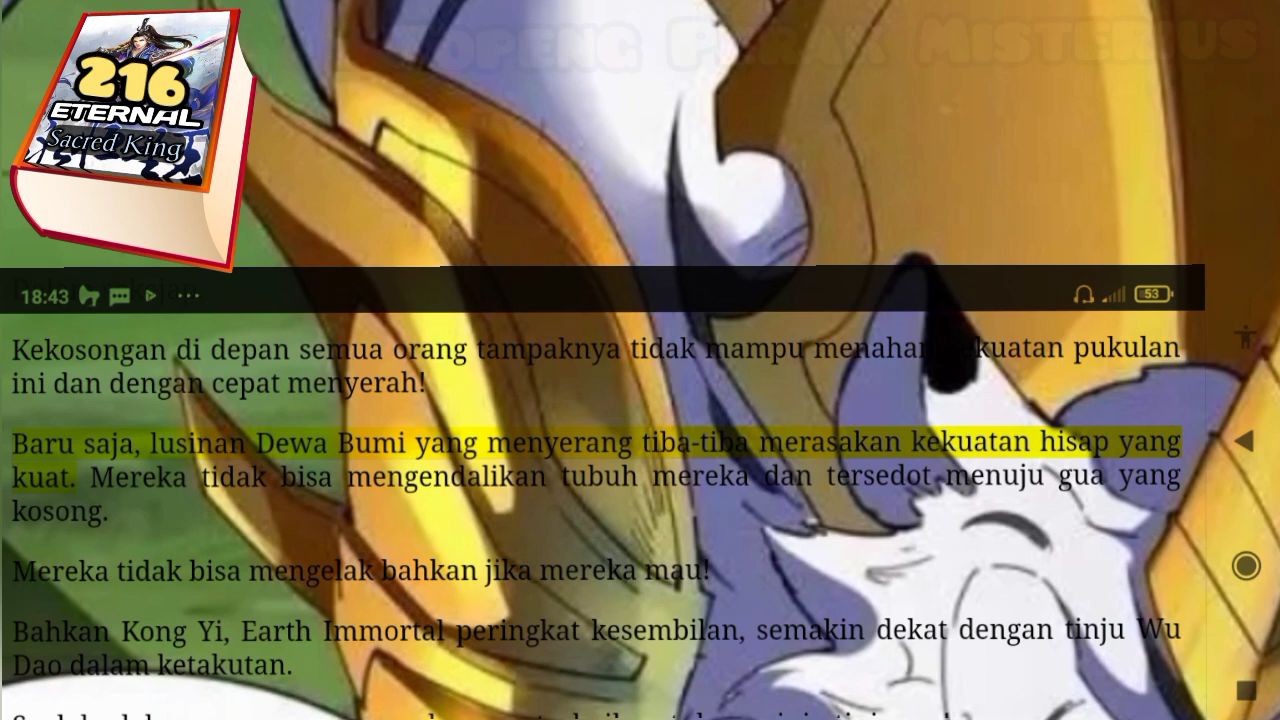 TOPENG PERAK MISTERIUS
216
ETERNAL
Sacred King
18:43
53
Kekosongan di depan semua orang tampaknya tidak mampu menahan kekuatan pukulan
ini dan dengan cepat menyerah!
Baru saja, lusinan Dewa Bumi yang menyerang tiba-tiba merasakan kekuatan hisap yang
kuat. Mereka tidak bisa mengendalikan tubuh mereka dan tersedot menuju gua yang
kosong.
Mereka tidak bisa mengelak bahkan jika mereka mau!
Bahkan Kong Yi, Earth Immortal peringkat kesembilan, semakin dekat dengan tinju Wu
Dao dalam ketakutan.